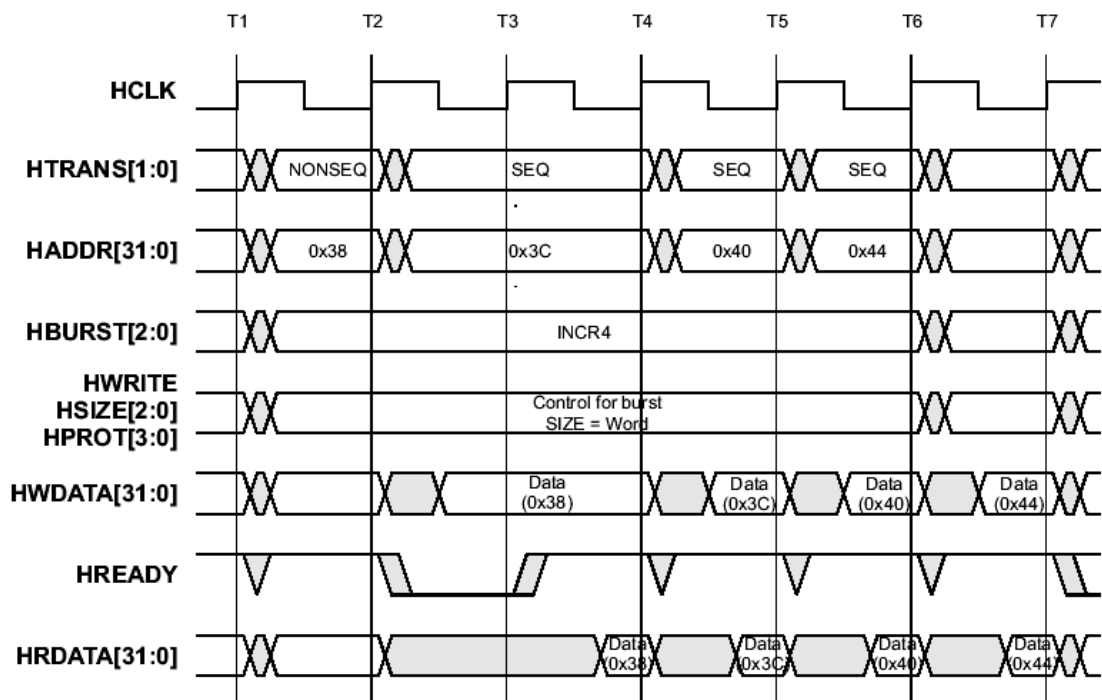 T1 T2 T3 T4 T5 T6 T7
HCLK
HTRANS[1:0] NONSEQ SEQ SEQ SEQ
HADDR[31:0] 0x38 0x3C 0x40 0x44
HBURST[2:0] INCR4
HWRITE
HSIZE[2:0] Control for burst
HPROT[3:0] SIZE = Word
HWDATA[31:0] Data Data Data Data
(0x38) (0x3C) (0x40) (0x44)
HREADY
HRDATA[31:0] Data Data Data Data
(0x38) (0x3C) (0x40) (0x44)